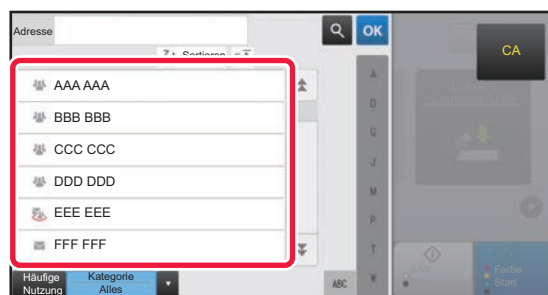 Adresse
OK
CA
Sortieren
AAA AAA
BBB BBB
CCC CCC
DDD DDD
EEE EEE
FFF FFF
A
D
G
J
M
P
T
W
ABC
Häufige
Nutzung
Kategorie
Alles
S/W
Start
Farbe
Start